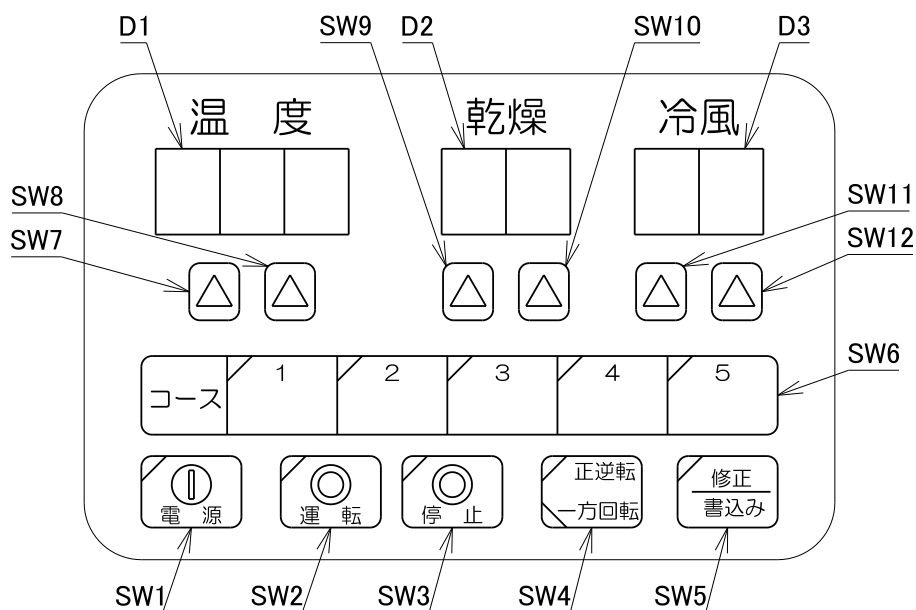 D1 SW9 D2 SW10 D3
温 度 乾燥 冷風
SW8 SW11
SW7 SW12
SW6
コース 1 2 3 4 5
電 源 運 転 停 止 正逆転 一方回転 修正 書込み
SW1 SW2 SW3 SW4 SW5